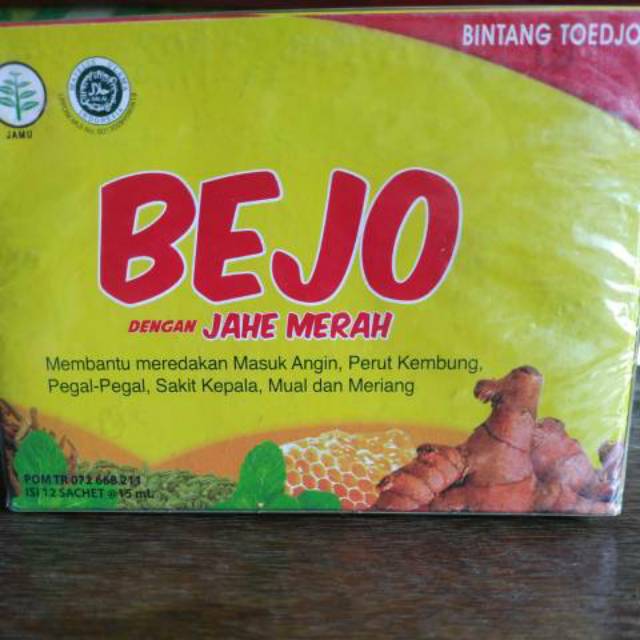 BINTANG TOEDJO
JAMU
BEJO
DENGAN JAHE MERAH
Membantu meredakan Masuk Angin, Perut Kembung,
Pegal-Pegal, Sakit Kepala, Mual dan Meriang
POM TR 072 668 211
ISI 12 SACHET @ 15 mL